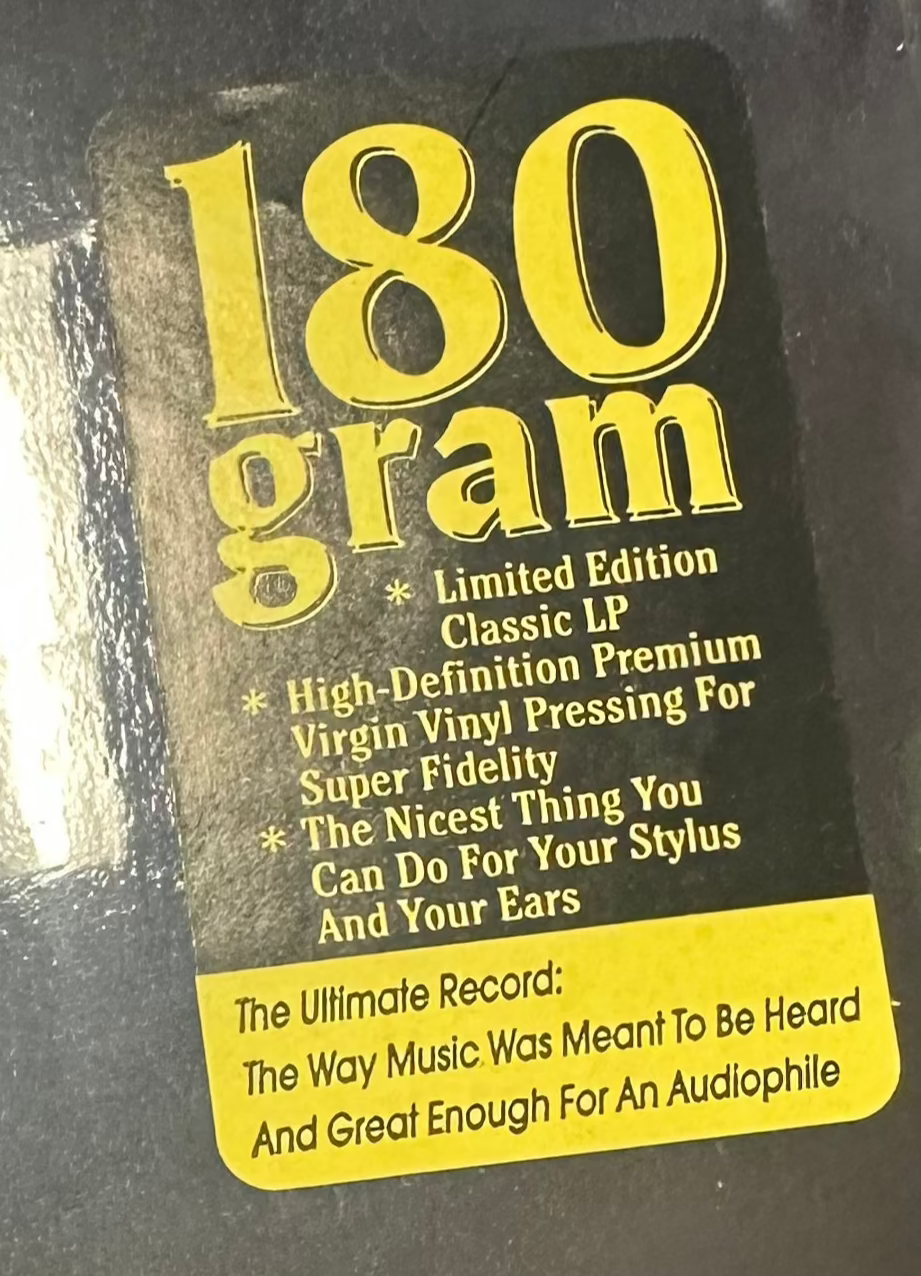 180
gram
* Limited Edition
Classic LP
* High-Definition Premium
Virgin Vinyl Pressing For
Super Fidelity
* The Nicest Thing You
Can Do For Your Stylus
And Your Ears
The Ultimate Record:
The Way Music Was Meant To Be Heard
And Great Enough For An Audiophile